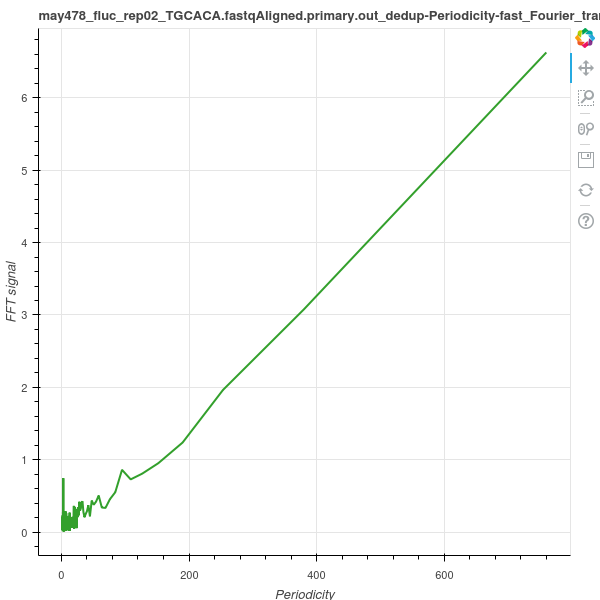 may478_fluc_rep02_TGCACA.fastqAligned.primary.out_dedup-Periodicity-fast_Fourier_tra
6
5
4
3
2
1
0
FFT signal
0 200 400 600
Periodicity